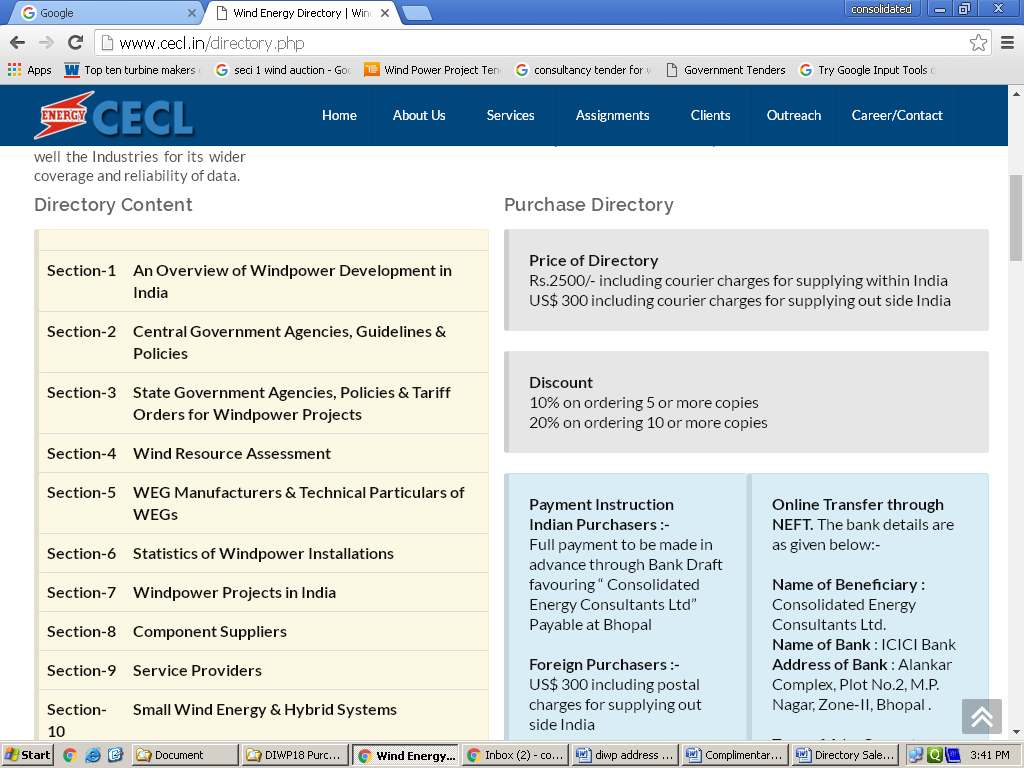 Google
Wind Energy Directory | Win
consolidated
www.cecl.in/directory.php
Apps
Top ten turbine makers
seci 1 wind auction - Goo
Wind Power Project Ten
consultancy tender for w
Government Tenders
Try Google Input Tools o
ENERGY CECL
Home
About Us
Services
Assignments
Clients
Outreach
Career/Contact
well the Industries for its wider
coverage and reliability of data.
Directory Content
Section-1 An Overview of Windpower Development in
India
Section-2 Central Government Agencies, Guidelines &
Policies
Section-3 State Government Agencies, Policies & Tariff
Orders for Windpower Projects
Section-4 Wind Resource Assessment
Section-5 WEG Manufacturers & Technical Particulars of
WEGs
Section-6 Statistics of Windpower Installations
Section-7 Windpower Projects in India
Section-8 Component Suppliers
Section-9 Service Providers
Section- Small Wind Energy & Hybrid Systems
10
Purchase Directory
Price of Directory
Rs.2500/- including courier charges for supplying within India
US$ 300 including courier charges for supplying out side India
Discount
10% on ordering 5 or more copies
20% on ordering 10 or more copies
Payment Instruction
Indian Purchasers :-
Full payment to be made in
advance through Bank Draft
favouring “ Consolidated
Energy Consultants Ltd”
Payable at Bhopal
Foreign Purchasers :-
US$ 300 including postal
charges for supplying out
side India
Online Transfer through
NEFT. The bank details are
as given below:-
Name of Beneficiary :
Consolidated Energy
Consultants Ltd.
Name of Bank : ICICI Bank
Address of Bank : Alankar
Complex, Plot No.2, M.P.
Nagar, Zone-II, Bhopal .
Start
Document
DIWP18 Purc...
Wind Energy...
Inbox (2) - co...
diwp address ...
Complimentar...
Directory Sale...
3:41 PM